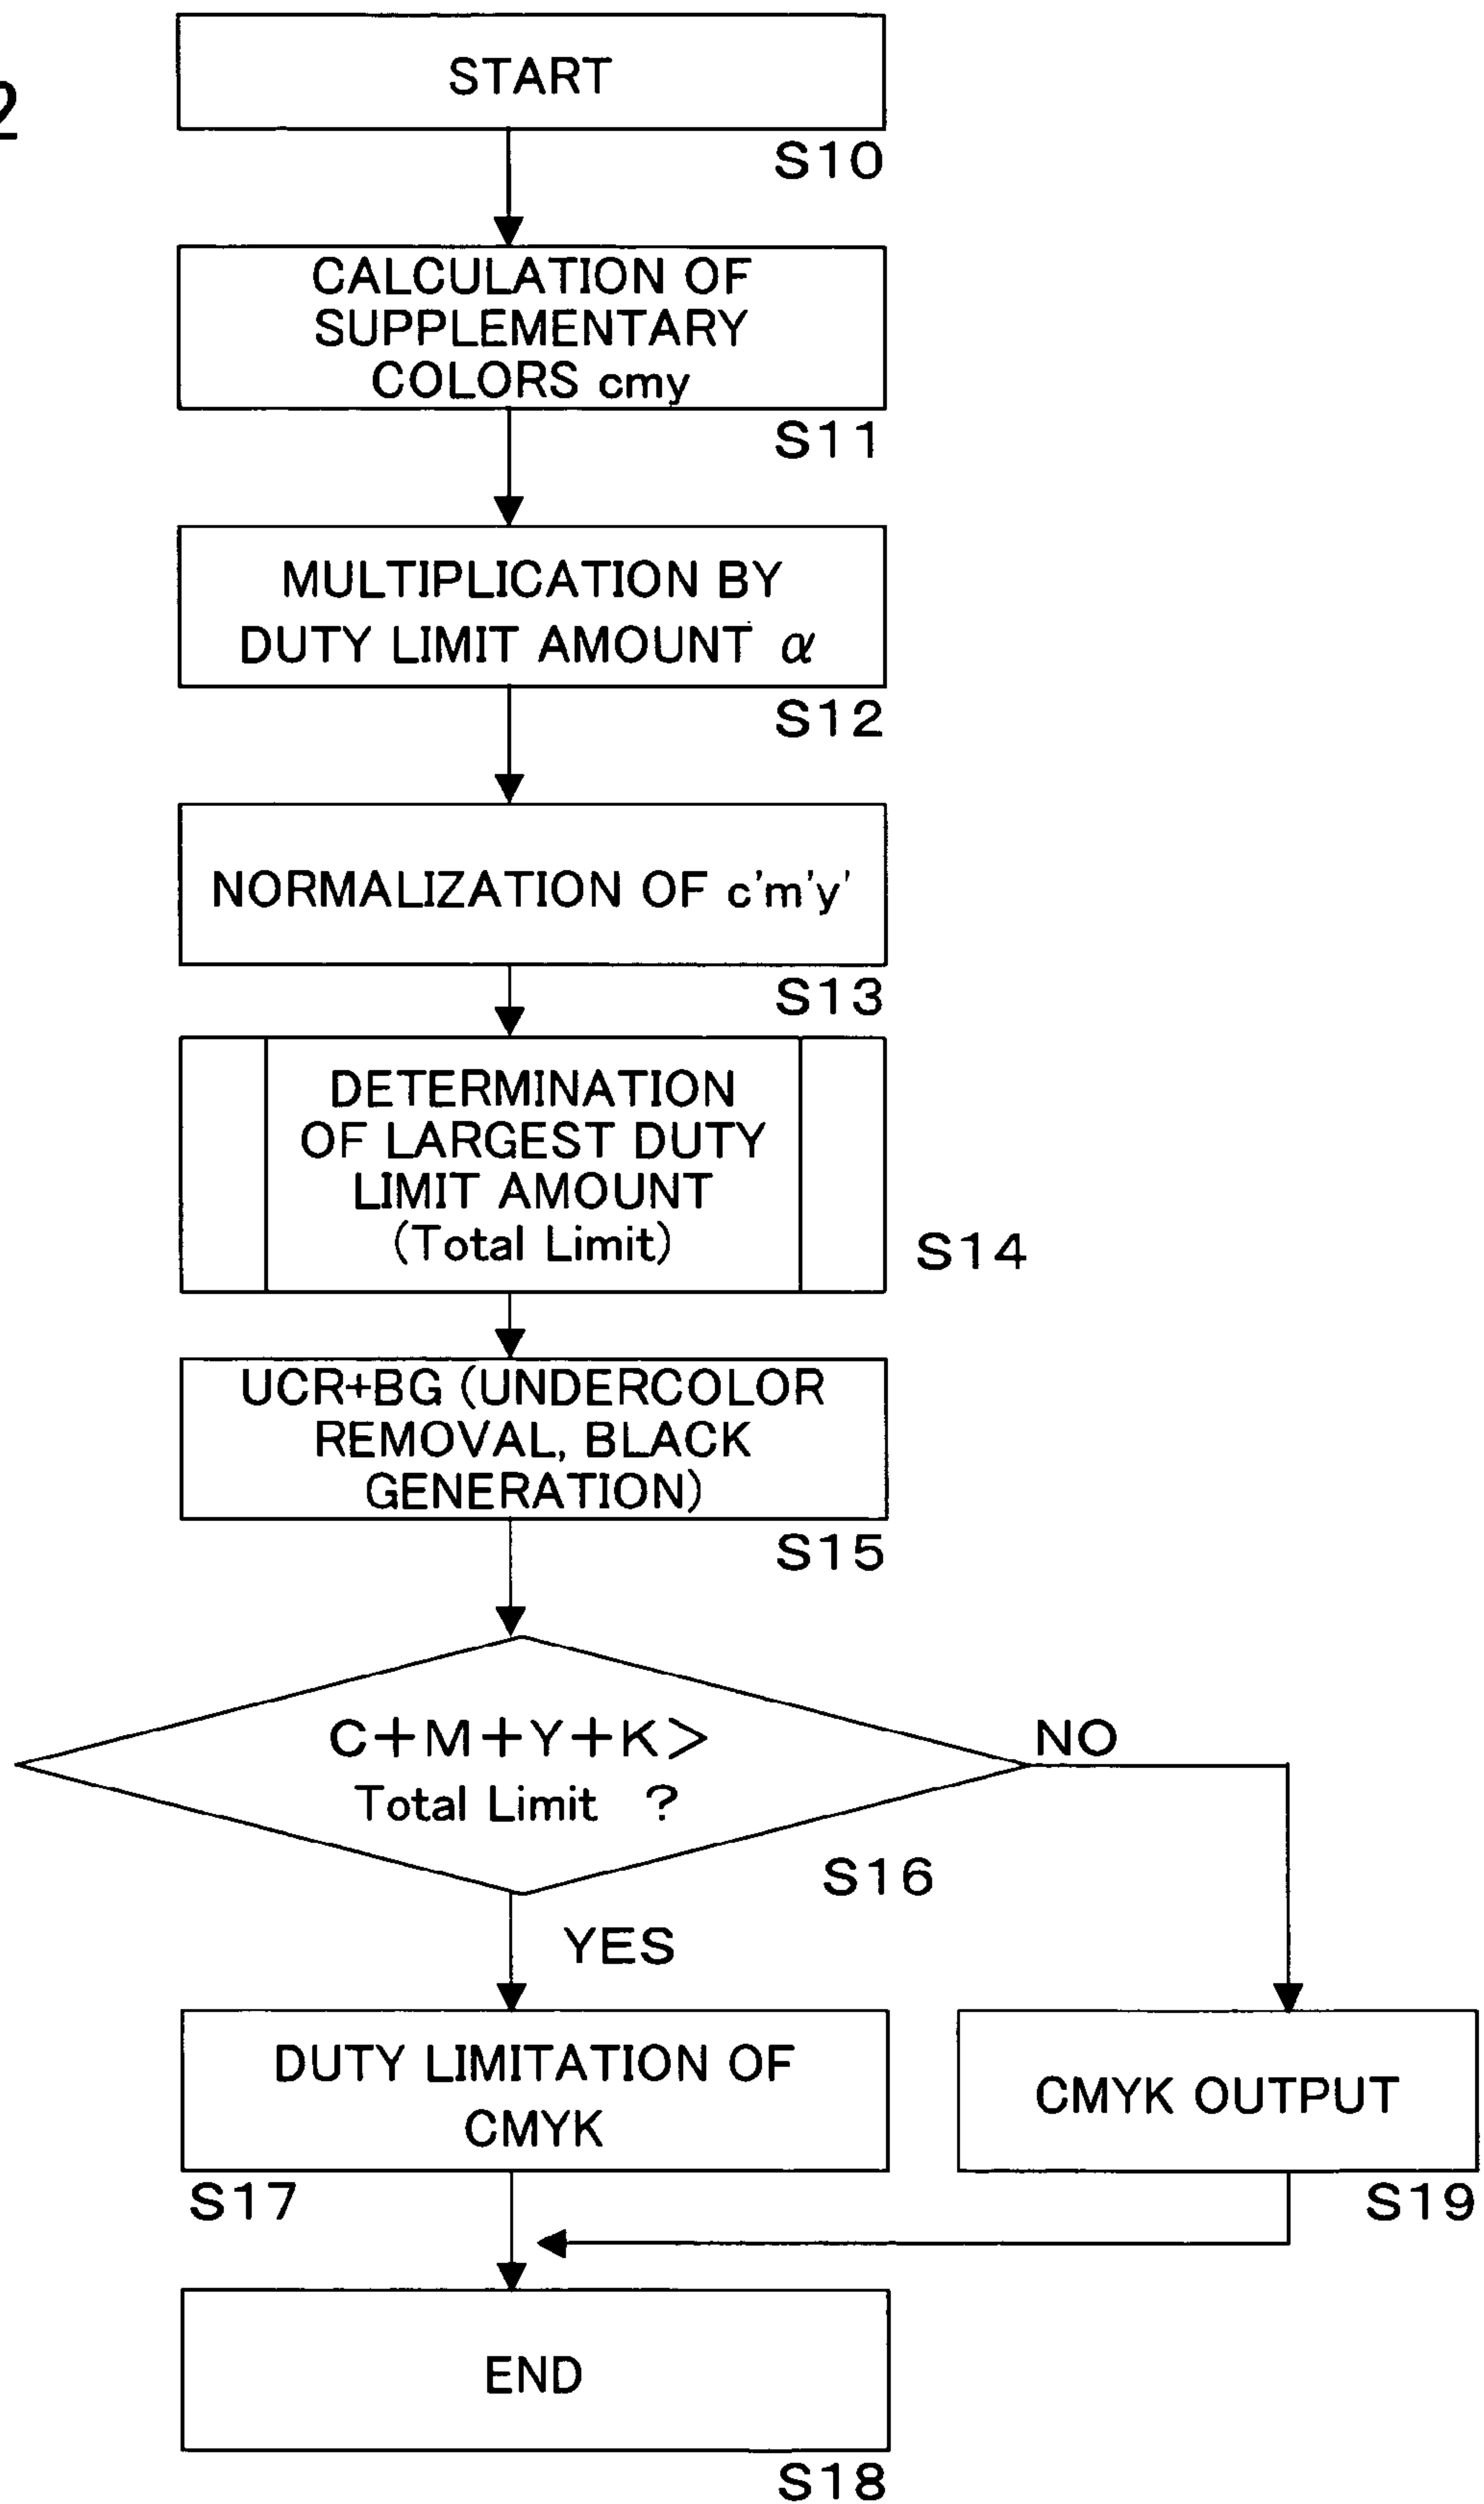 2
START
S10
CALCULATION OF
SUPPLEMENTARY
COLORS cmy
S11
MULTIPLICATION BY
DUTY LIMIT AMOUNT α
S12
NORMALIZATION OF c'm'y'
S13
DETERMINATION
OF LARGEST DUTY
LIMIT AMOUNT
(Total Limit)
S14
UCR+BG (UNDERCOLOR
REMOVAL, BLACK
GENERATION)
S15
C+M+Y+K>
Total Limit ?
NO
S16
YES
DUTY LIMITATION OF
CMYK
S17
CMYK OUTPUT
S19
END
S18